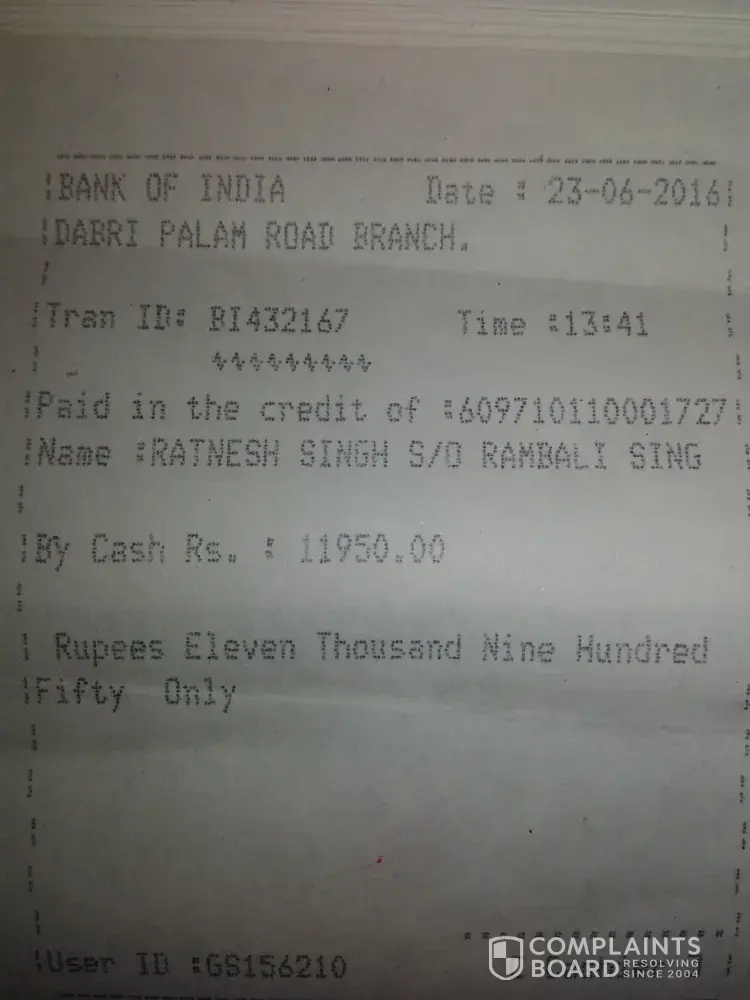 BANK OF INDIA Date : 23-06-2016
DABRI PALAM ROAD BRANCH.
Tran ID: BI432167 Time :13:41
Paid in the credit of :609710110001727
Name :RATNESH SINGH S/O RAMBALI SING
By Cash Rs. : 11950.00
Rupees Eleven Thousand Nine Hundred
Fifty Only
User ID :GS156210
COMPLAINTS
BOARD RESOLVING
SINCE 2004